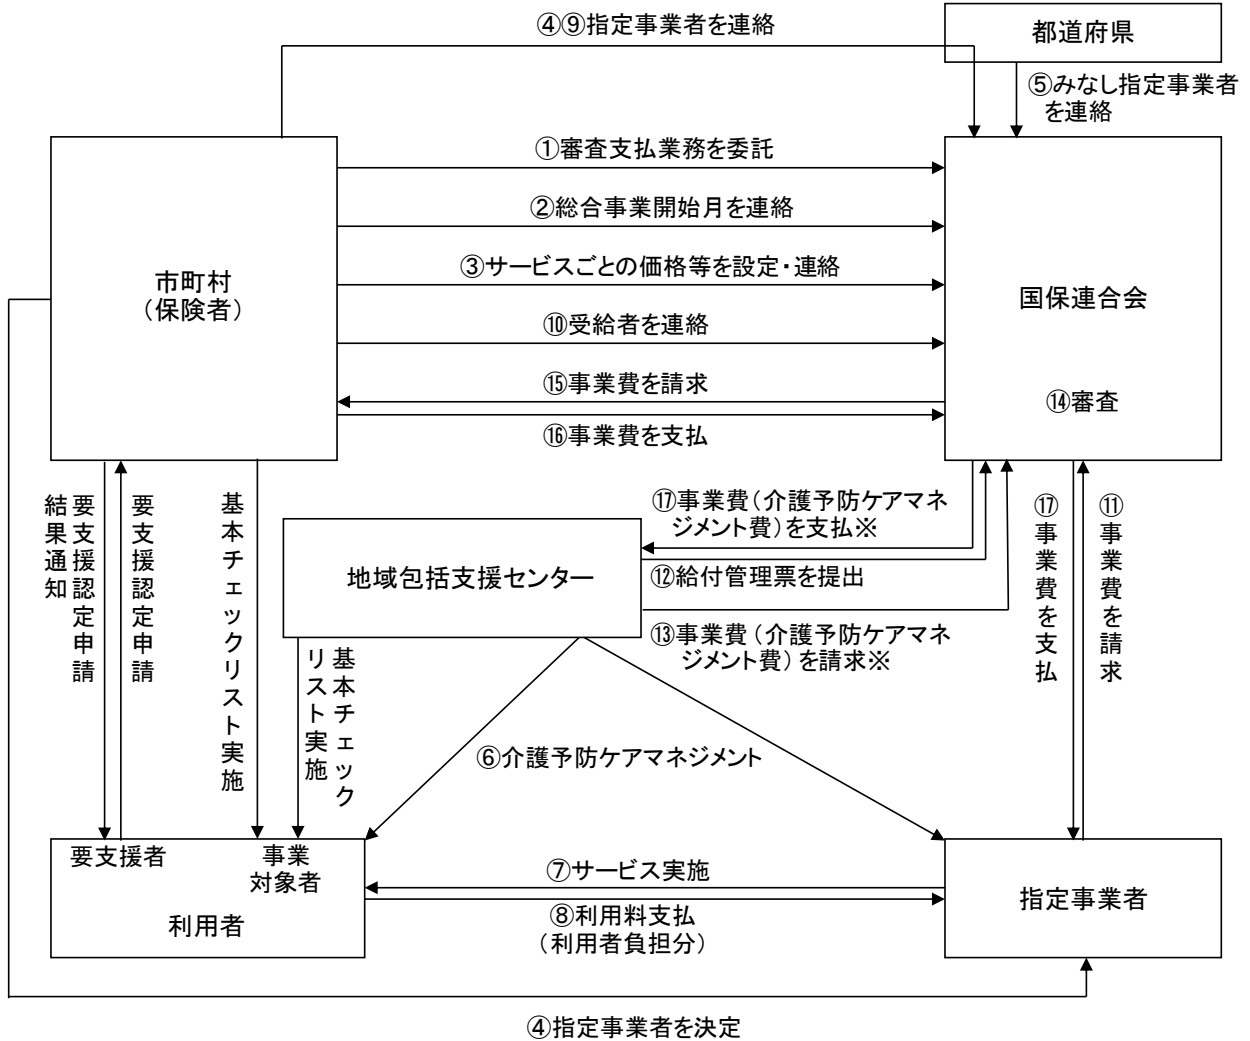 ④⑨指定事業者を連絡
都道府県
⑤みなし指定事業者
を連絡
①審査支払業務を委託
②総合事業開始月を連絡
③サービスごとの価格等を設定・連絡
市町村
（保険者）
国保連合会
⑩受給者を連絡
⑮事業費を請求
⑭審査
⑯事業費を支払
要支援認定申請
結果通知
要支援認定申請
基本チェックリスト実施
⑰事業費（介護予防ケアマネ
ジメント費）を支払※
地域包括支援センター
⑫給付管理票を提出
⑬事業費（介護予防ケアマネ
ジメント費）を請求※
⑰事業費を支払
⑪事業費を請求
基本チェック
リスト実施
⑥介護予防ケアマネジメント
要支援者
事業
対象者
利用者
⑦サービス実施
⑧利用料支払
（利用者負担分）
指定事業者
④指定事業者を決定